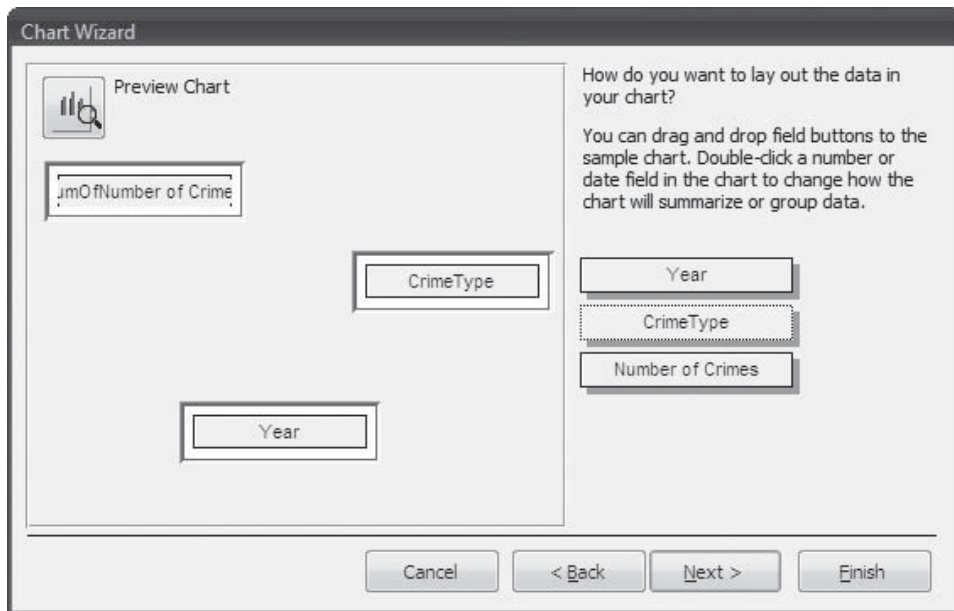 Chart Wizard
Preview Chart
umOfNumber of Crime
CrimeType
Year
How do you want to lay out the data in
your chart?
You can drag and drop field buttons to the
sample chart. Double-click a number or
date field in the chart to change how the
chart will summarize or group data.
Year
CrimeType
Number of Crimes
Cancel
< Back
Next >
Finish